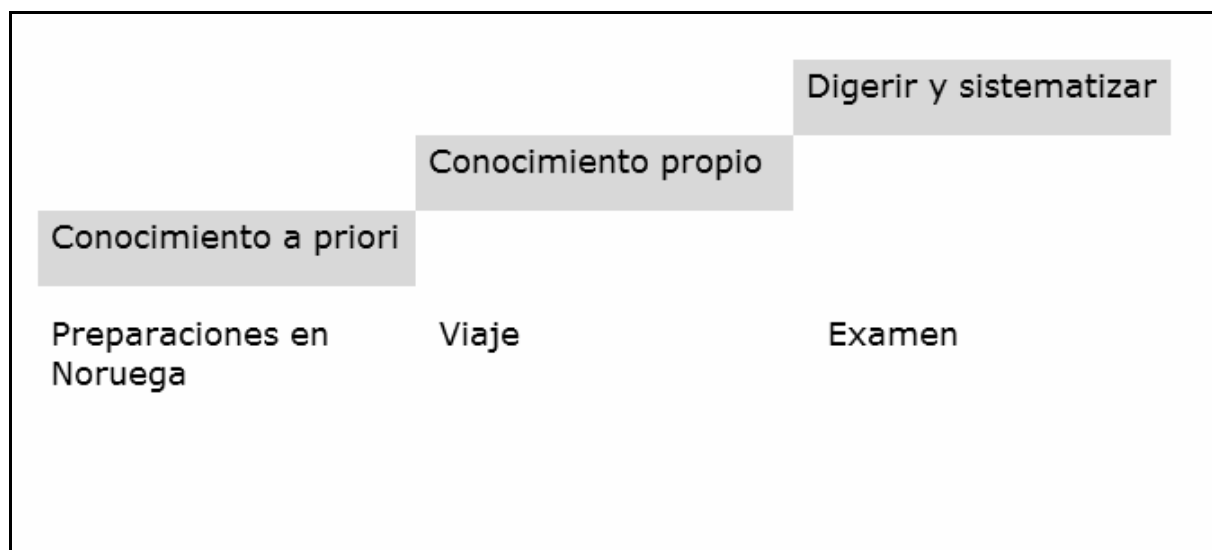 Digerir y sistematizar
Conocimiento propio
Conocimiento a priori
Preparaciones en
Noruega
Viaje
Examen